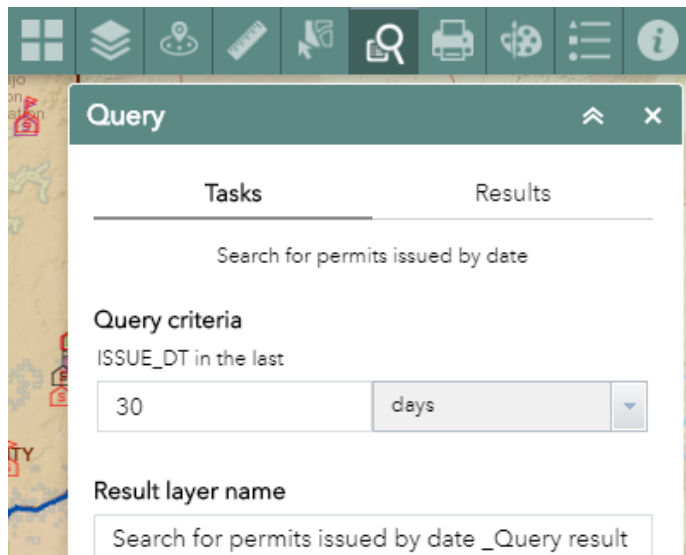 Query
Tasks
Results
Search for permits issued by date
Query criteria
ISSUE_DT in the last
30
days
Result layer name
Search for permits issued by date _Query result